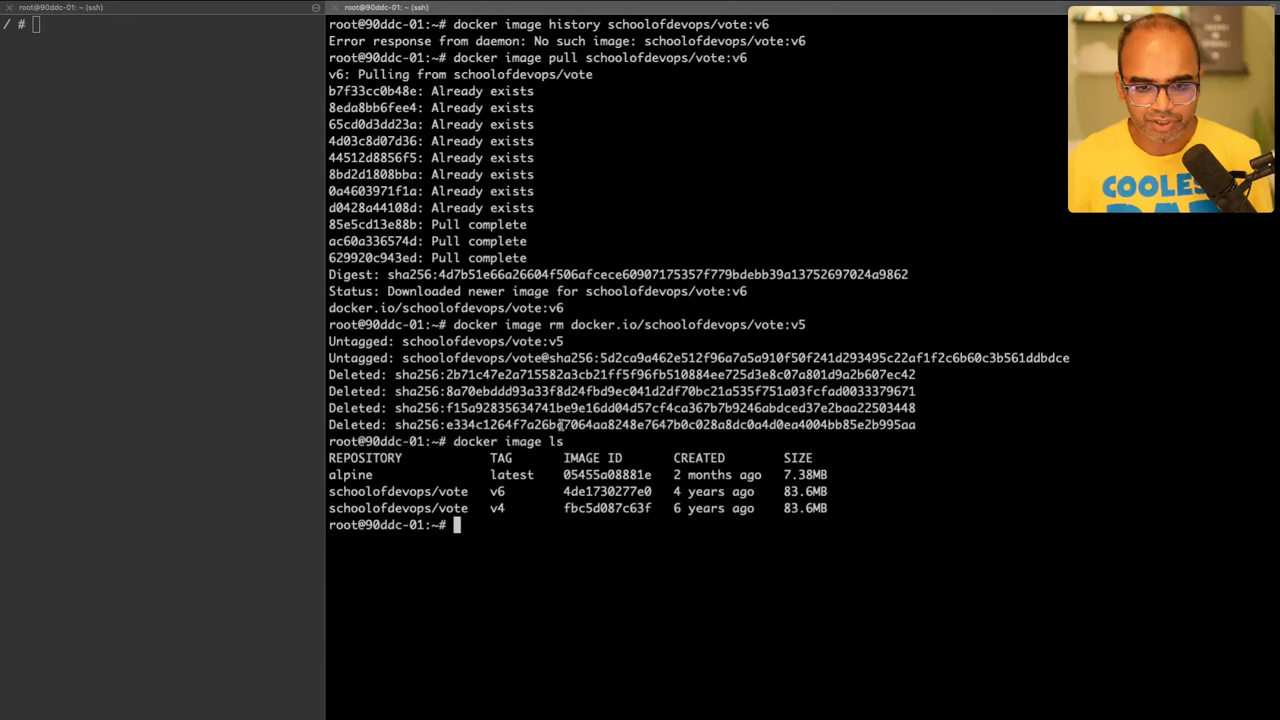 root@90ddc-01: ~ (ssh)
/ #
root@90ddc-01: ~ (ssh)
root@90ddc-01:~# docker image history schoolofdevops/vote:v6
Error response from daemon: No such image: schoolofdevops/vote:v6
root@90ddc-01:~# docker image pull schoolofdevops/vote:v6
v6: Pulling from schoolofdevops/vote
b7f33cc0b48e: Already exists
8eda8bb6fee4: Already exists
65cd0d3dd23a: Already exists
4d03c8d07d36: Already exists
44512d8856f5: Already exists
8bd2d1808bba: Already exists
0a4603971f1a: Already exists
d0428a44108d: Already exists
85e5cd13e88b: Pull complete
ac60a336574d: Pull complete
629920c943ed: Pull complete
Digest: sha256:4d7b51e66a26604f506afcece60907175357f779bdebb39a13752697024a9862
Status: Downloaded newer image for schoolofdevops/vote:v6
docker.io/schoolofdevops/vote:v6
root@90ddc-01:~# docker image rm docker.io/schoolofdevops/vote:v5
Untagged: schoolofdevops/vote:v5
Untagged: schoolofdevops/vote@sha256:5d2ca9a462e512f96a7a5a910f50f241d293495c22af1f2c6b60c3b561ddbdce
Deleted: sha256:2b71c47e2a715582a3cb21ff5f96fb510884ee725d3e8c07a801d9a2b607ec42
Deleted: sha256:8a70ebddd93a33f8d24fbd9ec041d2df70bc21a535f751a03fcfad0033379671
Deleted: sha256:f15a92835634741be9e16dd04d57cf4ca367b7b9246abdced37e2baa22503448
Deleted:
root@90ddc-01:~# docker image ls
REPOSITORY TAG IMAGE ID CREATED SIZE
alpine latest 05455a08881e 2 months ago 7.38MB
schoolofdevops/vote v6 4de1730277e0 4 years ago 83.6MB
schoolofdevops/vote v4 fbc5d087c63f 6 years ago 83.6MB
root@90ddc-01:~#
COOLES